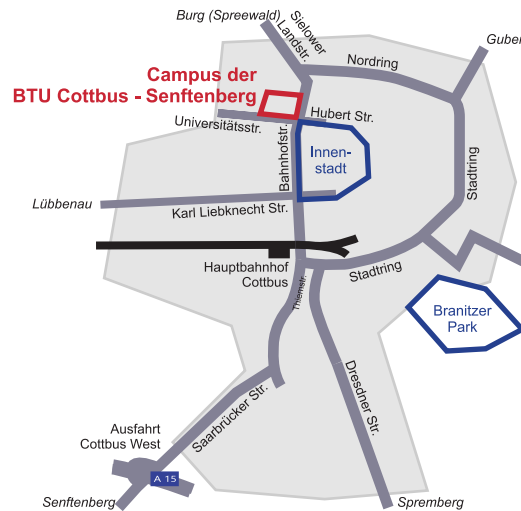 Burg (Spreewald)
Sielower
Landstr.
Guben
Nordring
Campus der
BTU Cottbus - Senftenberg
Hubert Str.
Universitätsstr.
Bahnhofstr.
Innen-
stadt
Stadtring
Lübbenau
Karl Liebknecht Str.
Hauptbahnhof
Cottbus
Stadtring
Thiemstr.
Branitzer
Park
Dresdner Str.
Saarbrücker Str.
Ausfahrt
Cottbus West
A 15
Senftenberg
Spremberg